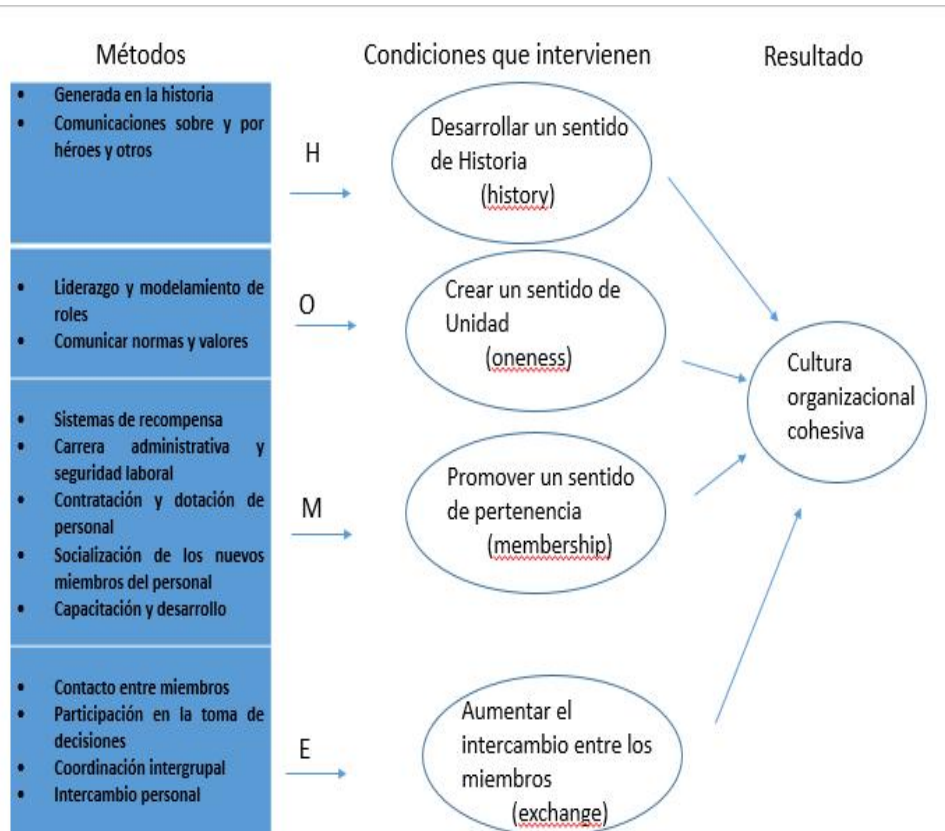 Métodos
Condiciones que intervienen
Resultado
• Generada en la historia
• Comunicaciones sobre y por
héroes y otros
H
Desarrollar un sentido
de Historia
(history)
• Liderazgo y modelamiento de
roles
• Comunicar normas y valores
O
Crear un sentido de
Unidad
(oneness)
• Sistemas de recompensa
• Carrera administrativa y
seguridad laboral
• Contratación y dotación de
personal
• Socialización de los nuevos
miembros del personal
• Capacitación y desarrollo
M
Promover un sentido
de pertenencia
(membership)
• Contacto entre miembros
• Participación en la toma de
decisiones
• Coordinación intergrupal
• Intercambio personal
E
Aumentar el
intercambio entre los
miembros
(exchange)
Cultura
organizacional
cohesiva